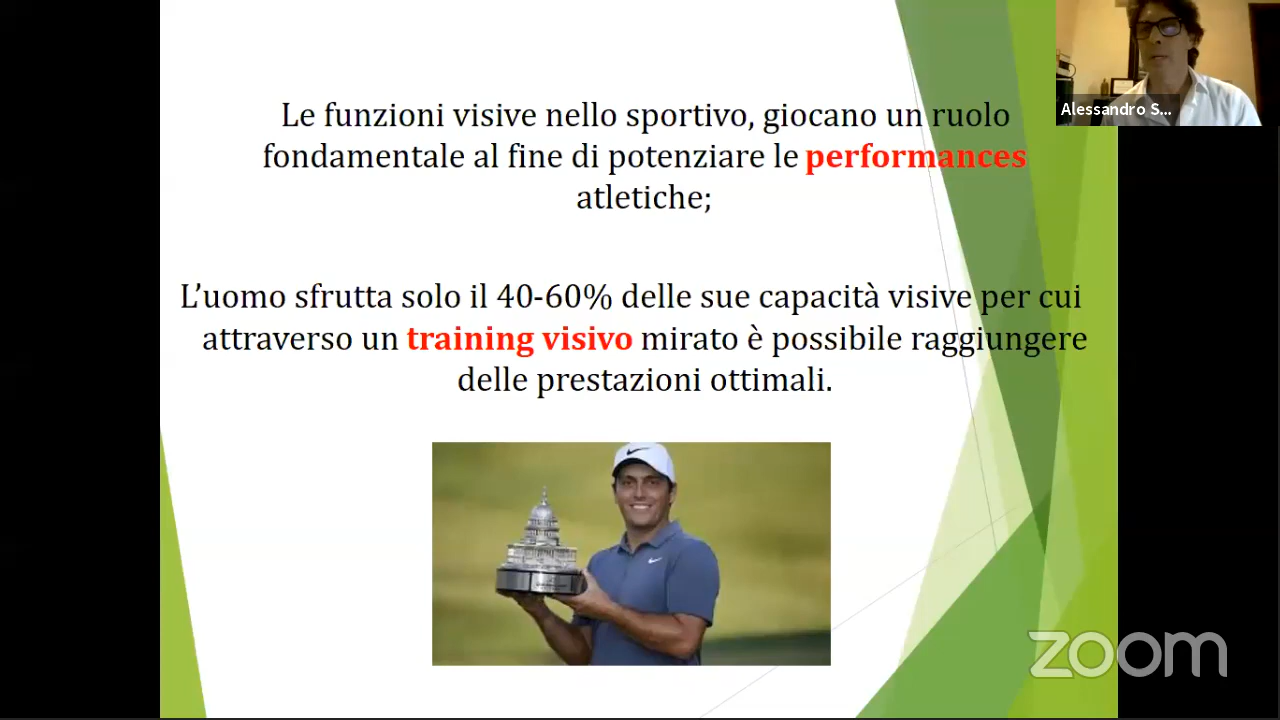 Le funzioni visive nello sportivo, giocano un ruolo
fondamentale al fine di potenziare le performances
atletiche;
L'uomo sfrutta solo il 40-60% delle sue capacità visive per cui
attraverso un training visivo mirato è possibile raggiungere
delle prestazioni ottimali.
Alessandro S...
zoom